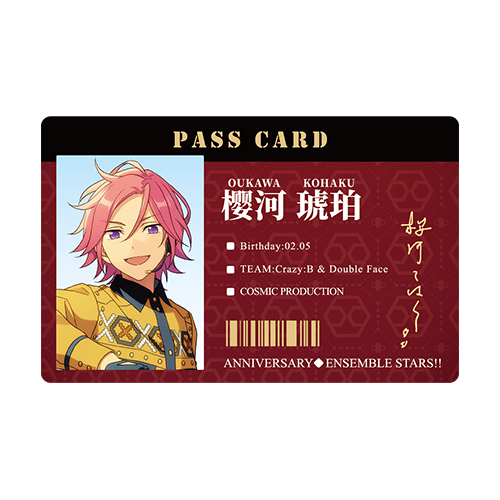 PASS CARD
OUKAWA KOHAKU
樱河 琥珀
Birthday:02.05
TEAM:Crazy:B & Double Face
COSMIC PRODUCTION
桜河こはく
ANNIVERSARY◆ENSEMBLE STARS!!